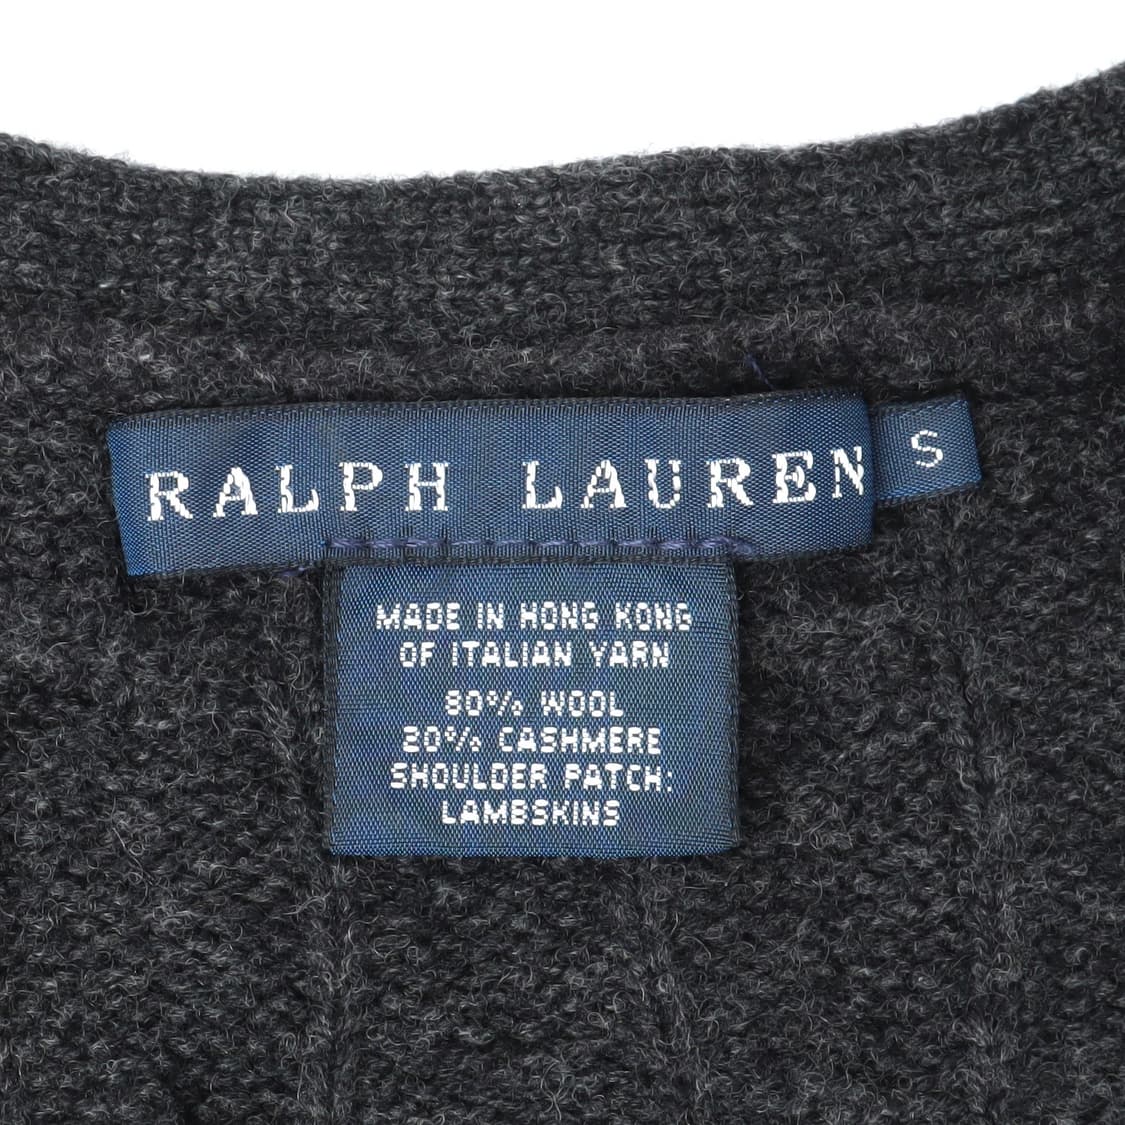 RALPH LAUREN S
MADE IN HONG KONG
OF ITALIAN YARN
80% WOOL
20% CASHMERE
SHOULDER PATCH:
LAMBSKINS